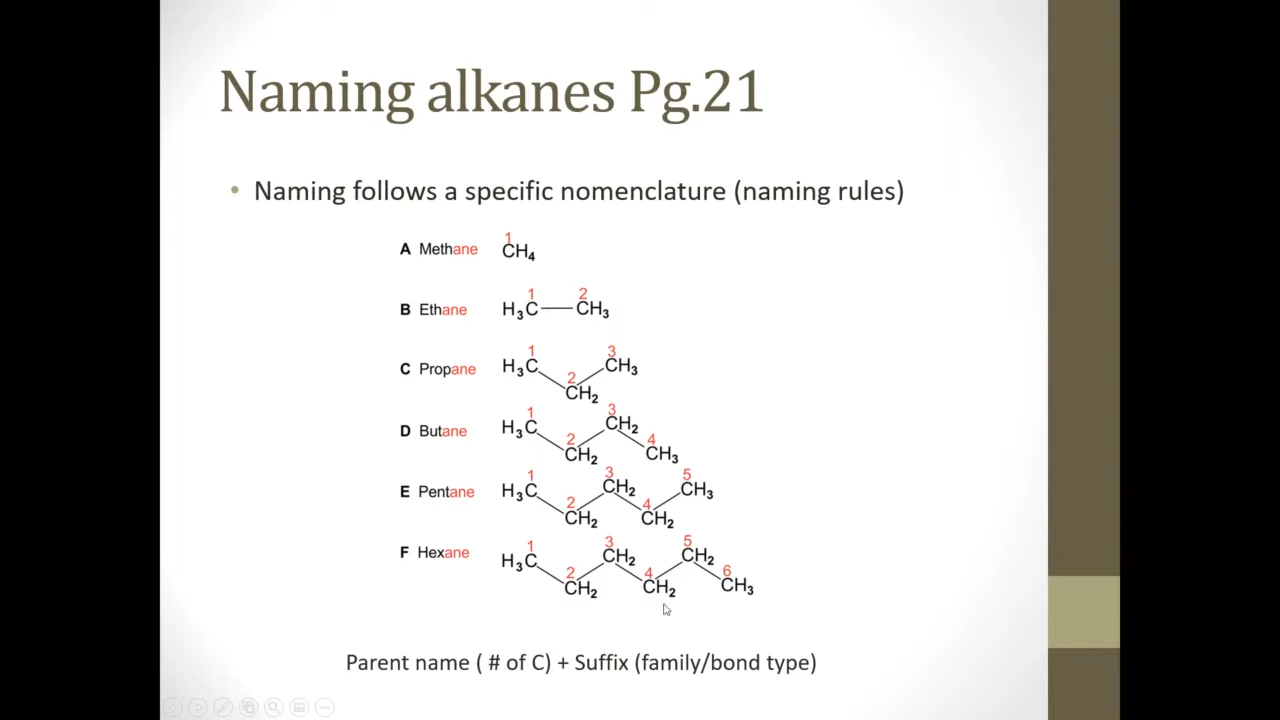 Naming alkanes Pg.21
• Naming follows a specific nomenclature (naming rules)
1
A Methane CH₄
1 2
B Ethane H₃C CH₃
1 3
C Propane H₃C CH₃
2
CH₂
1 3
D Butane H₃C CH₂
2 4
CH₂ CH₃
1 3 5
E Pentane H₃C CH₂ CH₃
2 4
CH₂ CH₂
1 3 5
F Hexane H₃C CH₂ CH₂
2 4 6
CH₂ CH₂ CH₃
Parent name ( # of C) + Suffix (family/bond type)